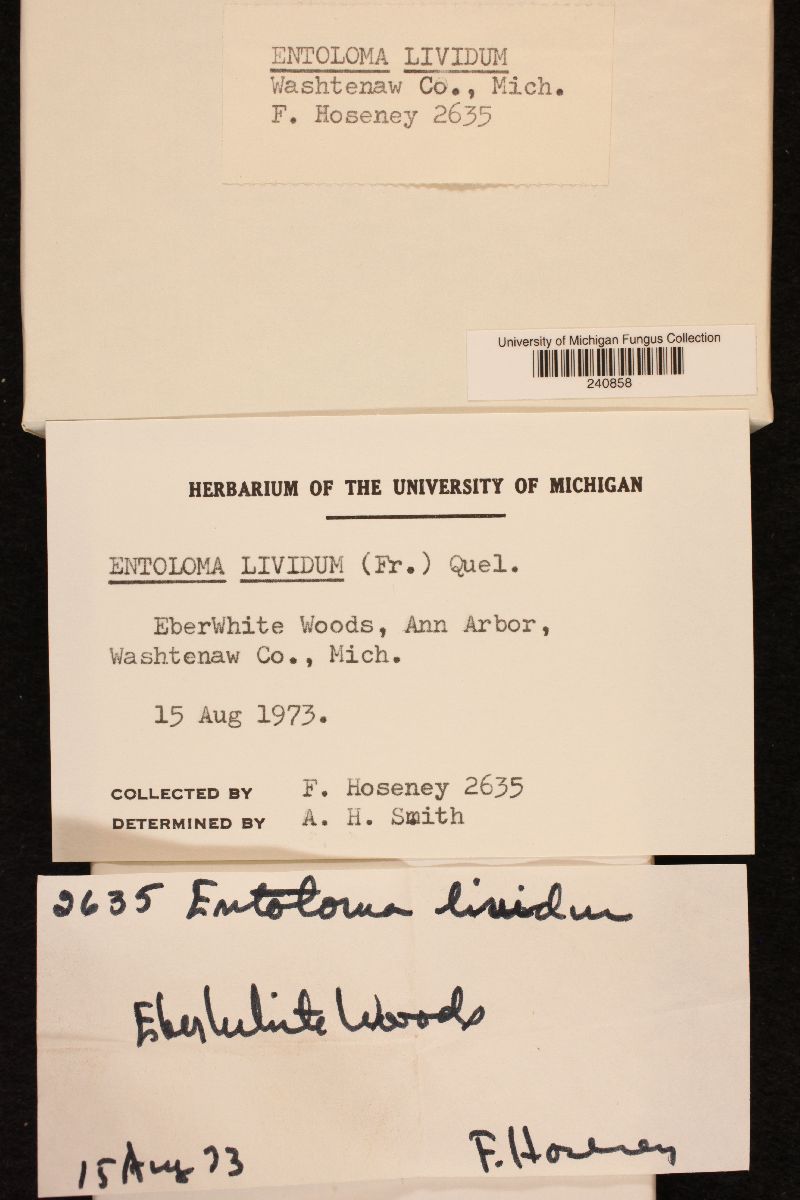 ENTOLOMA LIVIDUM
Washtenaw Co., Mich.
F. Hoseney 2635
University of Michigan Fungus Collection
240858
HERBARIUM OF THE UNIVERSITY OF MICHIGAN
ENTOLOMA LIVIDUM (Fr.) Quel.
EberWhite Woods, Ann Arbor,
Washtenaw Co., Mich.
15 Aug 1973.
COLLECTED BY F. Hoseney 2635
DETERMINED BY A. H. Smith
2635 Entoloma lividum
EberWhite Woods
15 Aug 73 F. Hoseney